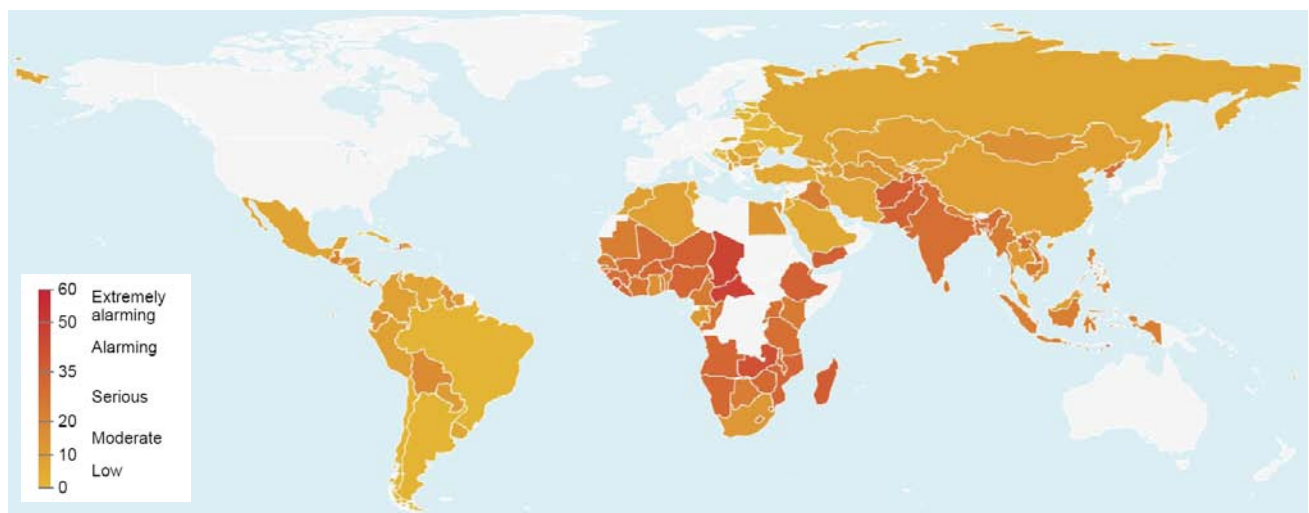 60
Extremely
alarming
50
Alarming
35
Serious
20
Moderate
10
Low
0